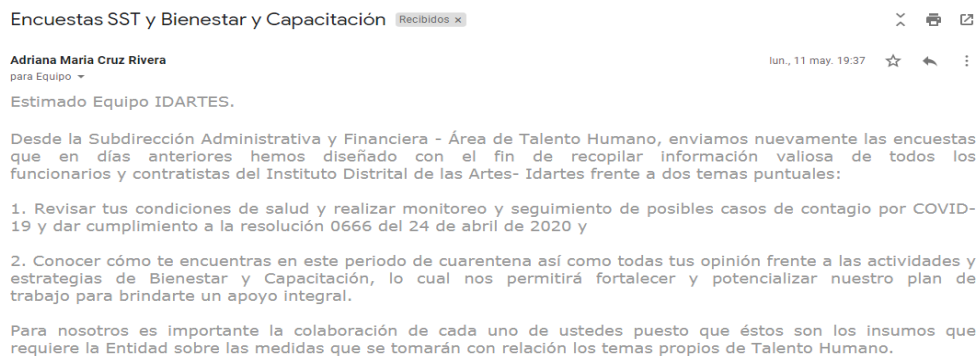 Encuestas SST y Bienestar y Capacitación Recibidos x
Adriana Maria Cruz Rivera lun., 11 may. 19:37
para Equipo
Estimado Equipo IDARTES.
Desde la Subdirección Administrativa y Financiera - Área de Talento Humano, enviamos nuevamente las encuestas
que en días anteriores hemos diseñado con el fin de recopilar información valiosa de todos los
funcionarios y contratistas del Instituto Distrital de las Artes- Idartes frente a dos temas puntuales:
1. Revisar tus condiciones de salud y realizar monitoreo y seguimiento de posibles casos de contagio por COVID-
19 y dar cumplimiento a la resolución 0666 del 24 de abril de 2020 y
2. Conocer cómo te encuentras en este periodo de cuarentena así como todas tus opinión frente a las actividades y
estrategias de Bienestar y Capacitación, lo cual nos permitirá fortalecer y potencializar nuestro plan de
trabajo para brindarte un apoyo integral.
Para nosotros es importante la colaboración de cada uno de ustedes puesto que éstos son los insumos que
requiere la Entidad sobre las medidas que se tomarán con relación los temas propios de Talento Humano.